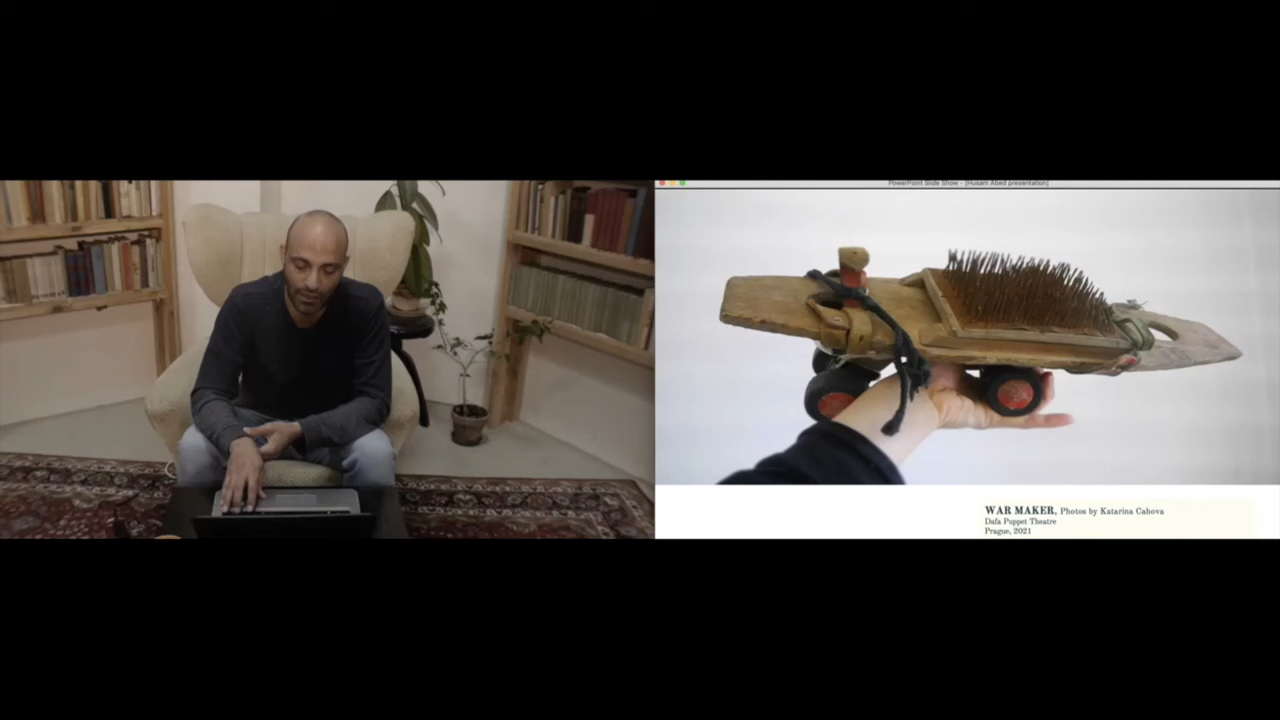 PowerPoint Slide Show - [Husam Abed presentation]
WAR MAKER, Photos by Katarina Cahova
Dafa Puppet Theatre
Prague, 2021